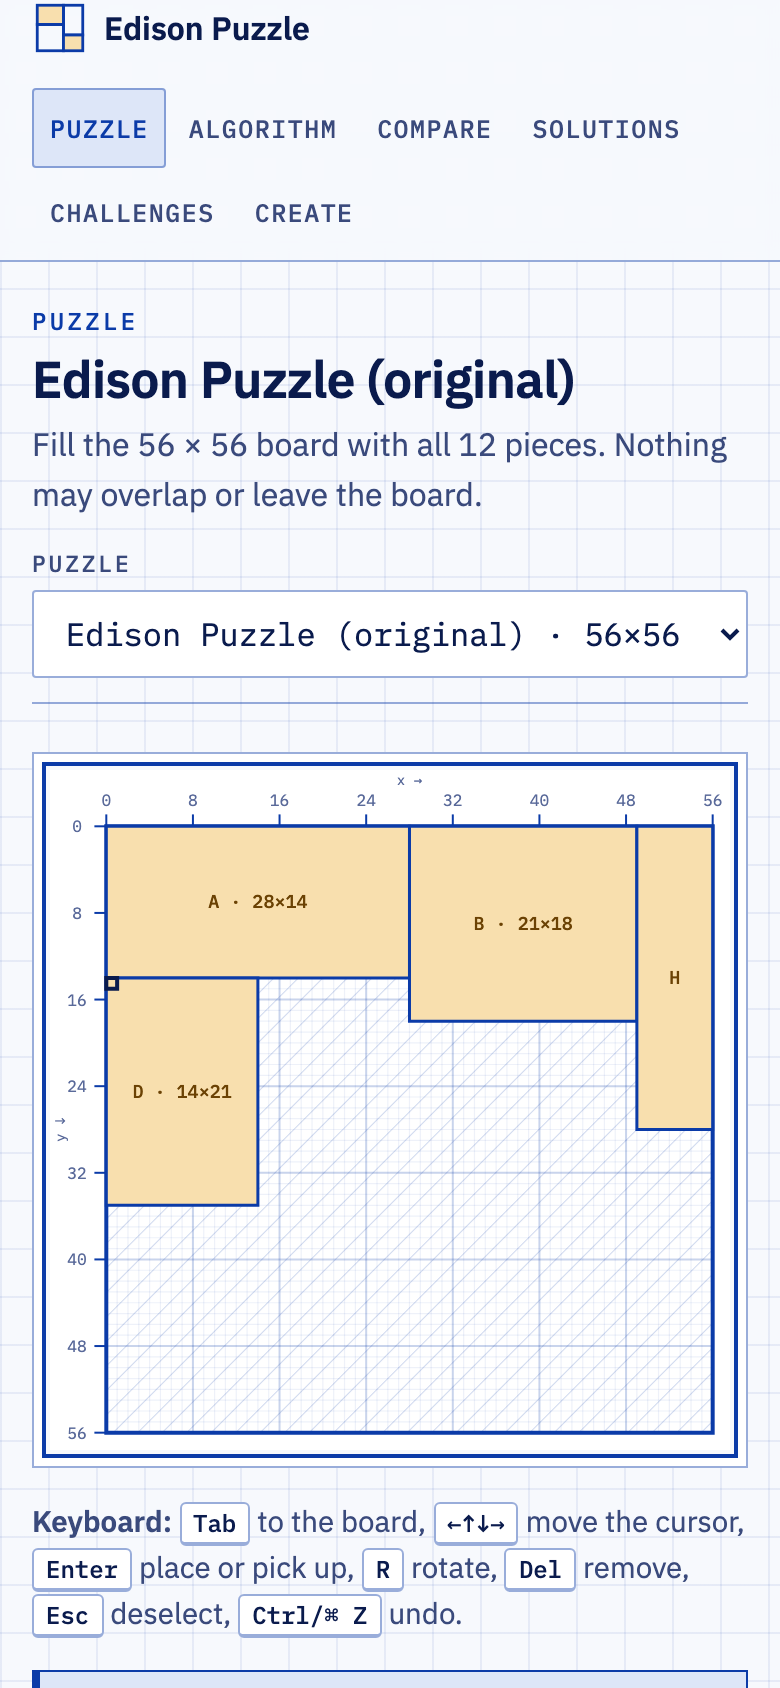 Edison Puzzle
PUZZLE ALGORITHM COMPARE SOLUTIONS
CHALLENGES CREATE
PUZZLE
Edison Puzzle (original)
Fill the 56 × 56 board with all 12 pieces. Nothing
may overlap or leave the board.
PUZZLE
Edison Puzzle (original) · 56×56
x →
0 8 16 24 32 40 48 56
0
8
16
24
32
40
48
56
y →
A · 28×14
B · 21×18
H
D · 14×21
Keyboard: Tab to the board, ←↑↓→ move the cursor,
Enter place or pick up, R rotate, Del remove,
Esc deselect, Ctrl/⌘ Z undo.